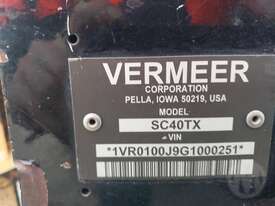 VERMEER
CORPORATION
PELLA, IOWA 50219, USA
MODEL
SC40TX
VIN
*1VR0100J9G1000251*